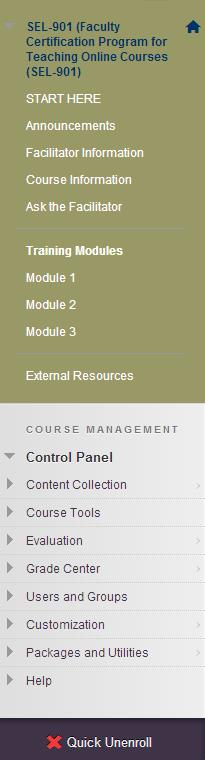 SEL-901 (Faculty
Certification Program for
Teaching Online Courses
(SEL-901)
START HERE
Announcements
Facilitator Information
Course Information
Ask the Facilitator
Training Modules
Module 1
Module 2
Module 3
External Resources
COURSE MANAGEMENT
Control Panel
Content Collection
Course Tools
Evaluation
Grade Center
Users and Groups
Customization
Packages and Utilities
Help
Quick Unenroll